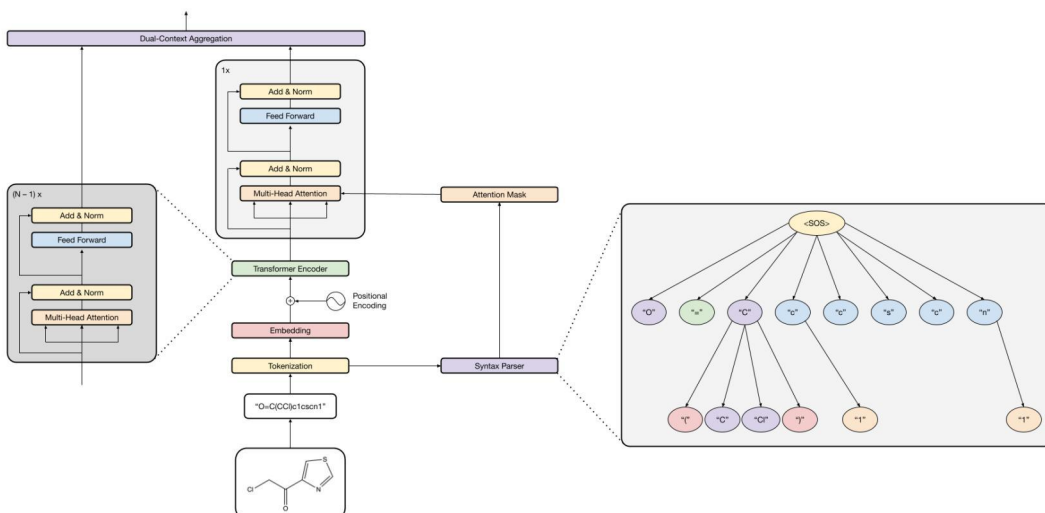 Dual-Context Aggregation
1x
Add & Norm
Feed Forward
Add & Norm
Multi-Head Attention
Attention Mask
(N – 1) x
Add & Norm
Feed Forward
Add & Norm
Multi-Head Attention
Transformer Encoder
+
Positional
Encoding
Embedding
Tokenization
Syntax Parser
"O=C(CCl)c1cscn1"
S
N
Cl
O
<SOS>
"O" "=" "C" "c" "c" "s" "c" "n"
"(" "C" "Cl" ")" "1" "1"